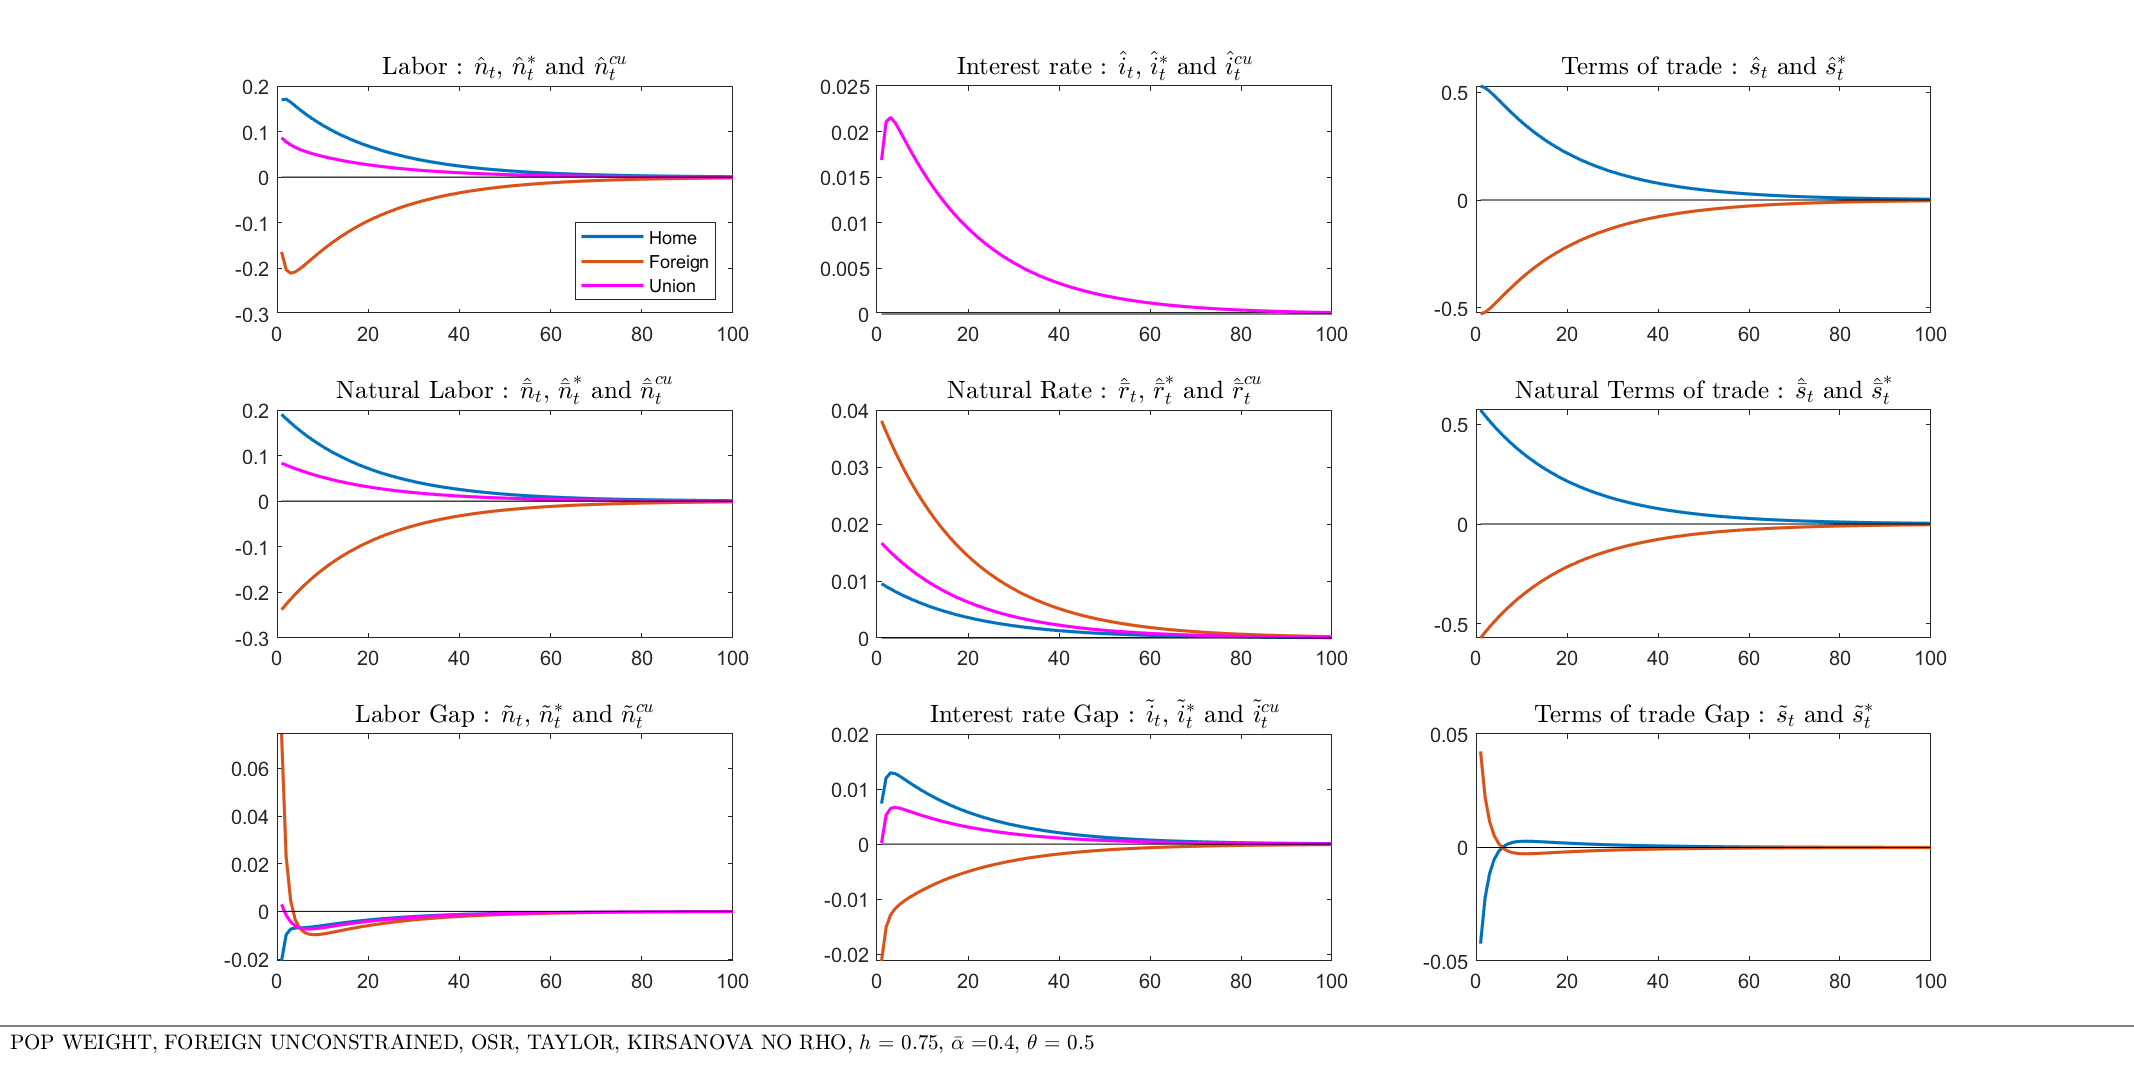 Labor : n̂ₜ, n̂ₜ* and n̂ₜᶜᵘ
0.2
0.1
0
-0.1
-0.2
-0.3
0 20 40 60 80 100
Home
Foreign
Union
Interest rate : îₜ, îₜ* and îₜᶜᵘ
0.025
0.02
0.015
0.01
0.005
0
0 20 40 60 80 100
Terms of trade : ŝₜ and ŝₜ*
0.5
0
-0.5
0 20 40 60 80 100
Natural Labor : n̄̂ₜ, n̄̂ₜ* and n̄̂ₜᶜᵘ
0.2
0.1
0
-0.1
-0.2
-0.3
0 20 40 60 80 100
Natural Rate : r̄̂ₜ, r̄̂ₜ* and r̄̂ₜᶜᵘ
0.04
0.03
0.02
0.01
0
0 20 40 60 80 100
Natural Terms of trade : s̄̂ₜ and s̄̂ₜ*
0.5
0
-0.5
0 20 40 60 80 100
Labor Gap : ñₜ, ñₜ* and ñₜᶜᵘ
0.06
0.04
0.02
0
-0.02
0 20 40 60 80 100
Interest rate Gap : ĩₜ, ĩₜ* and ĩₜᶜᵘ
0.02
0.01
0
-0.01
-0.02
0 20 40 60 80 100
Terms of trade Gap : s̃ₜ and s̃ₜ*
0.05
0
-0.05
0 20 40 60 80 100
POP WEIGHT, FOREIGN UNCONSTRAINED, OSR, TAYLOR, KIRSANOVA NO RHO, h = 0.75, ᾱ =0.4, θ = 0.5